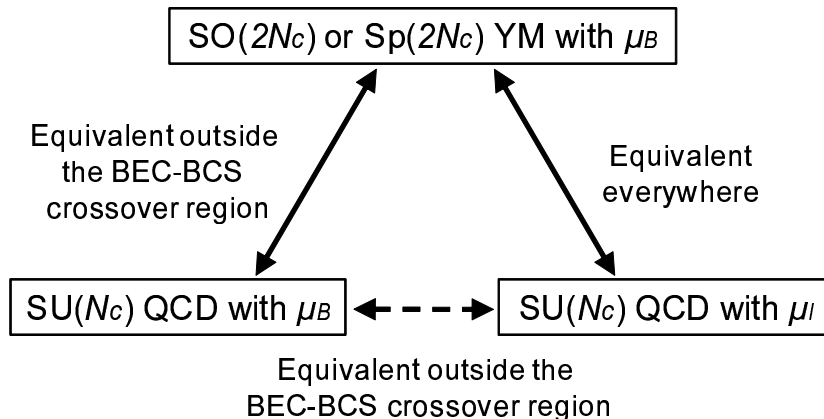 SO(2Nc) or Sp(2Nc) YM with μB
Equivalent outside
the BEC-BCS
crossover region
Equivalent
everywhere
SU(Nc) QCD with μB
SU(Nc) QCD with μI
Equivalent outside the
BEC-BCS crossover region